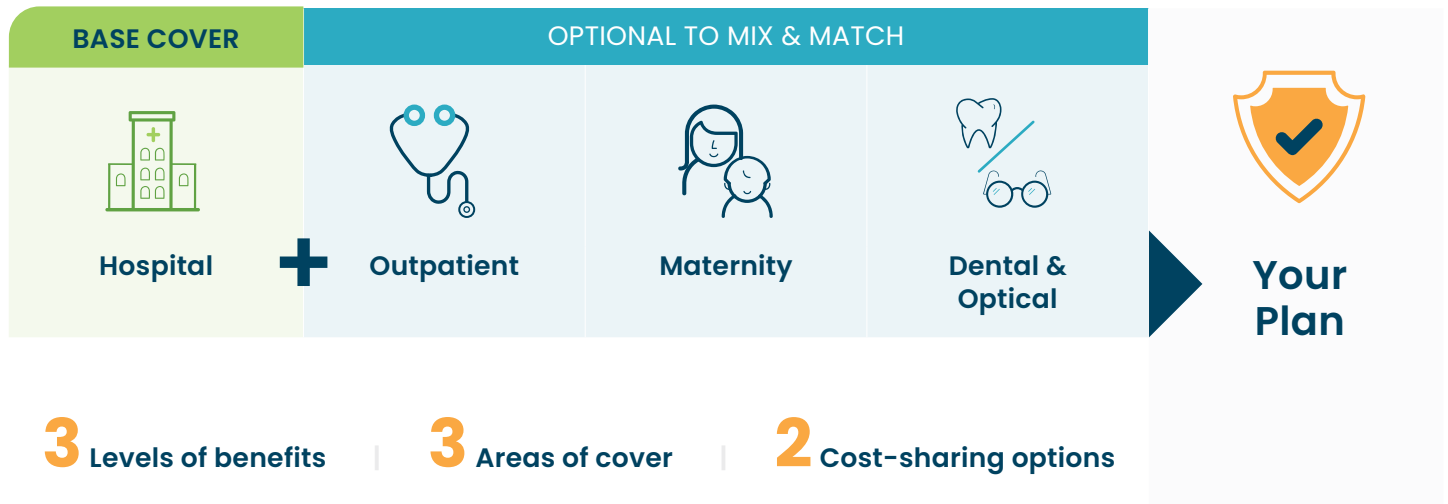 BASE COVER
OPTIONAL TO MIX & MATCH
Hospital
Outpatient
Maternity
Dental &
Optical
Your
Plan
3 Levels of benefits
3 Areas of cover
2 Cost-sharing options